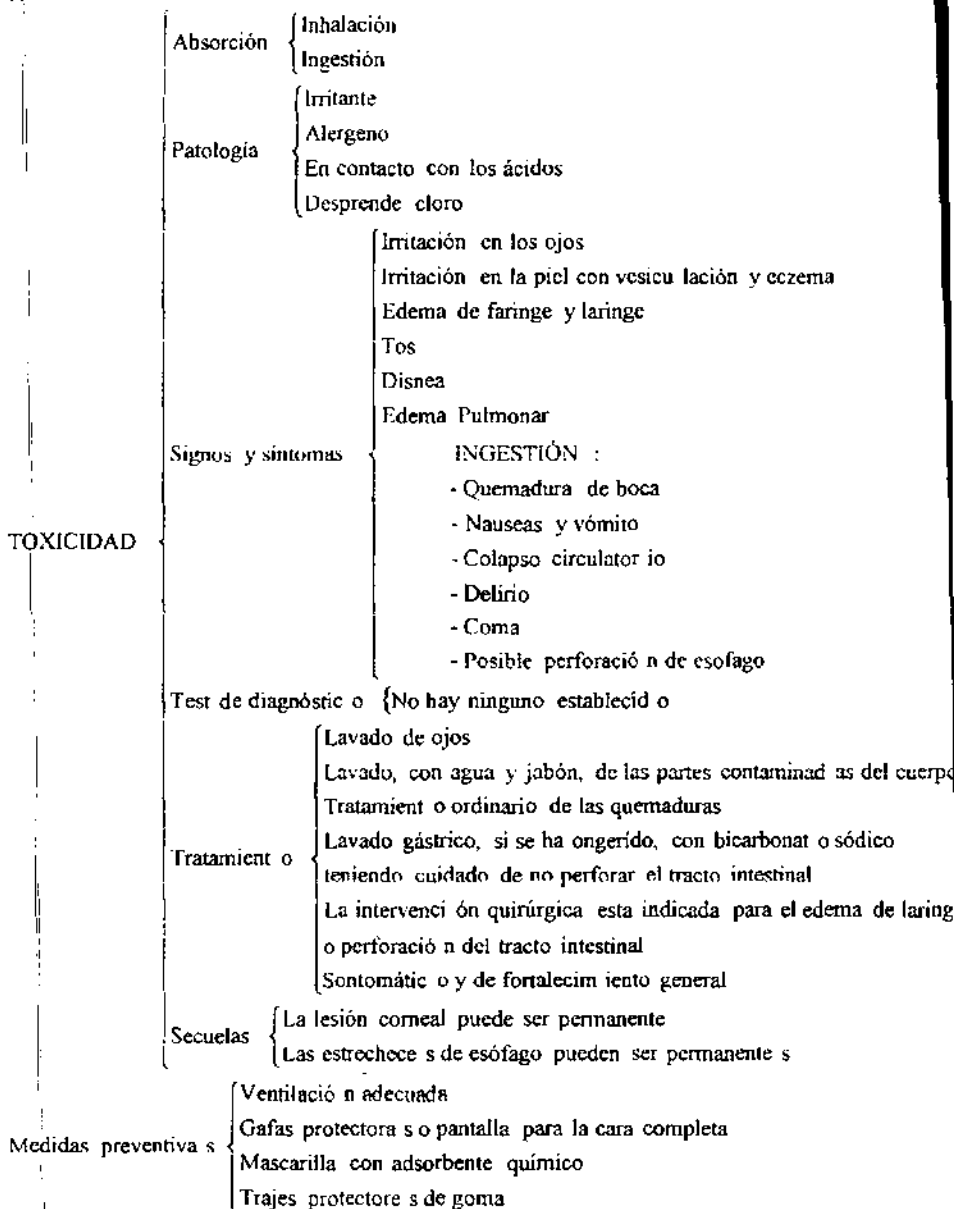 Absorción
Inhalación
Ingestión
Patología
Irritante
Alergeno
En contacto con los ácidos
Desprende cloro
Signos y síntomas
Irritación en los ojos
Irritación en la piel con vesicu lación y eczema
Edema de faringe y laringe
Tos
Disnea
Edema Pulmonar
INGESTIÓN :
- Quemadura de boca
- Nauseas y vómito
- Colapso circulator io
- Delirio
- Coma
- Posible perforació n de esofago
TOXICIDAD
Test de diagnóstic o {No hay ninguno establecid o
Tratamient o
Lavado de ojos
Lavado, con agua y jabón, de las partes contaminad as del cuerpo
Tratamient o ordinario de las quemaduras
Lavado gástrico, si se ha ongerído, con bicarbonat o sódico
teniendo cuidado de no perforar el tracto intestinal
La intervenci ón quirúrgica esta indicada para el edema de laring
o perforació n del tracto intestinal
Sontomátic o y de fortalecim iento general
Secuelas
La lesión corneal puede ser permanente
Las estrechece s de esófago pueden ser permanente s
Medidas preventiva s
Ventilació n adecuada
Gafas protectora s o pantalla para la cara completa
Mascarilla con adsorbente químico
Trajes protectore s de goma